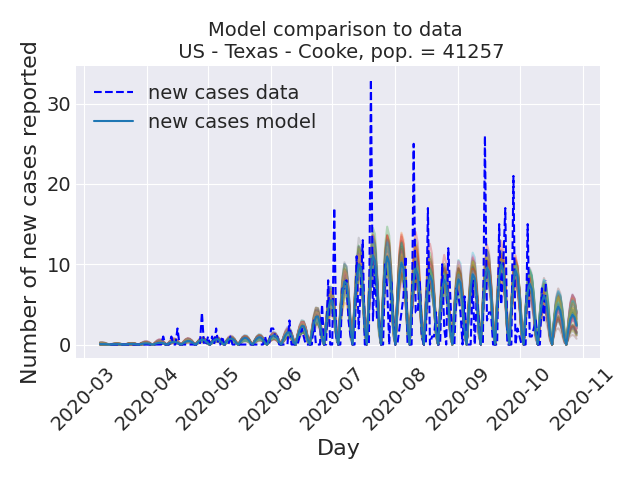 Model comparison to data
US - Texas - Cooke, pop. = 41257
Number of new cases reported
new cases data
new cases model
30
20
10
0
2020-03
2020-04
2020-05
2020-06
2020-07
2020-08
2020-09
2020-10
2020-11
Day